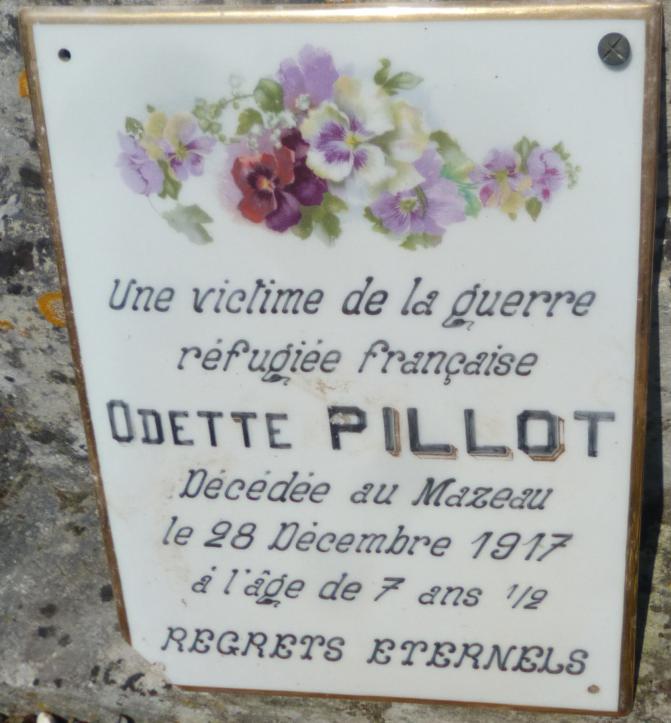 Une victime de la guerre
réfugiée française
ODETTE PILLOT
Décédée au Mazeau
le 28 Décembre 1917
à l'âge de 7 ans 1/2
REGRETS ETERNELS